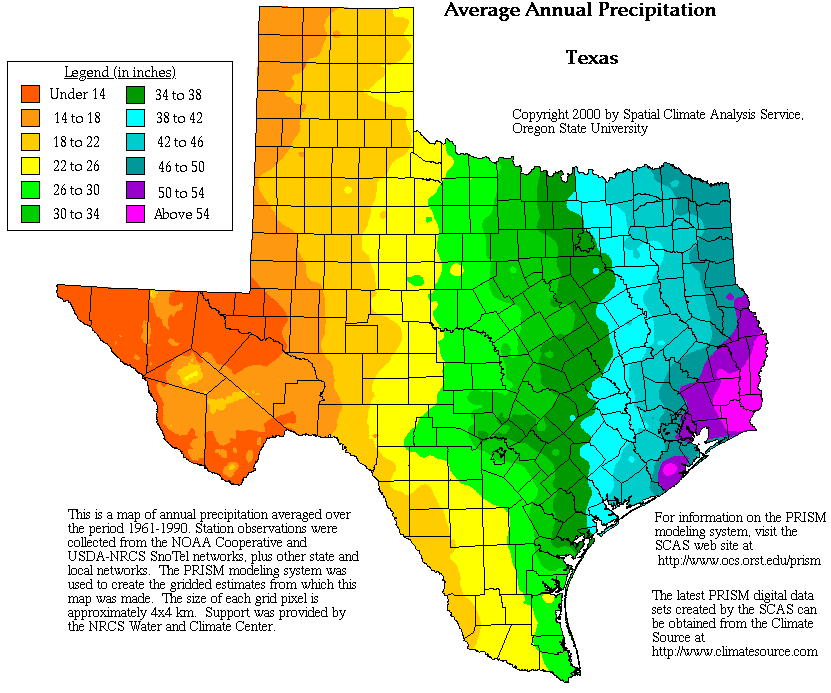 Average Annual Precipitation
Texas
Legend (in inches)
Under 14
14 to 18
18 to 22
22 to 26
26 to 30
30 to 34
34 to 38
38 to 42
42 to 46
46 to 50
50 to 54
Above 54
Copyright 2000 by Spatial Climate Analysis Service,
Oregon State University
This is a map of annual precipitation averaged over
the period 1961-1990. Station observations were
collected from the NOAA Cooperative and
USDA-NRCS SnoTel networks, plus other state and
local networks. The PRISM modeling system was
used to create the gridded estimates from which this
map was made. The size of each grid pixel is
approximately 4x4 km. Support was provided by
the NRCS Water and Climate Center.
For information on the PRISM
modeling system, visit the
SCAS web site at
http://www.ocs.orst.edu/prism
The latest PRISM digital data
sets created by the SCAS can
be obtained from the Climate
Source at
http://www.climatesource.com